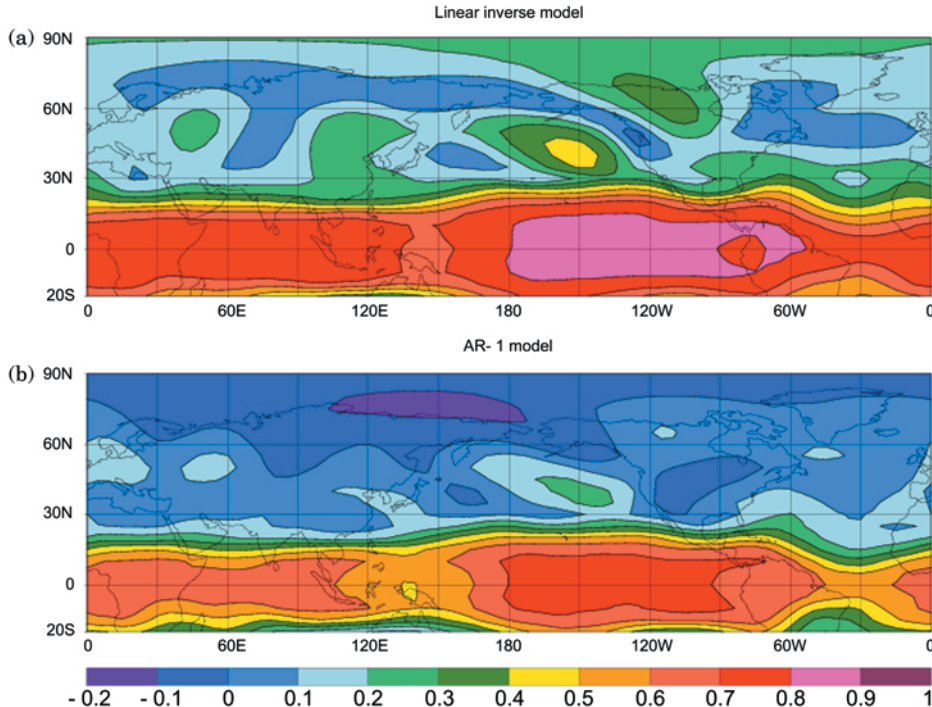 Linear inverse model
(a)
90N
60N
30N
0
20S
0 60E 120E 180 120W 60W 0
AR- 1 model
(b)
90N
60N
30N
0
20S
0 60E 120E 180 120W 60W 0
- 0.2 - 0.1 0 0.1 0.2 0.3 0.4 0.5 0.6 0.7 0.8 0.9 1